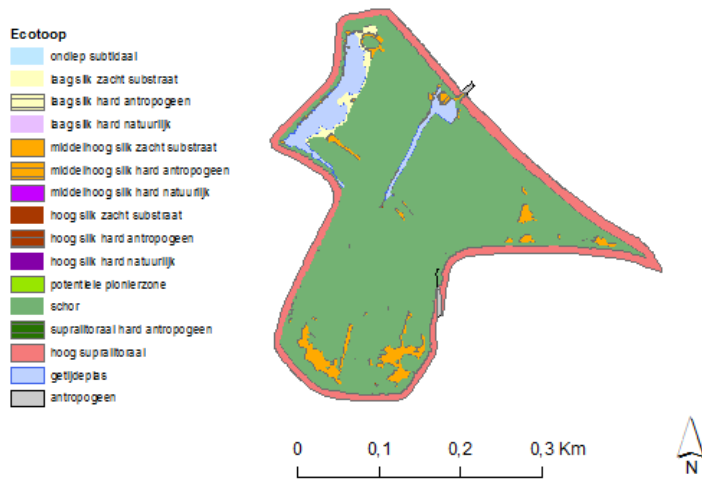 Ecotoop
ondiep subtidaal
laag slik zacht substraat
laag slik hard antropogeen
laag slik hard natuurlijk
middelhoog slik zacht substraat
middelhoog slik hard antropogeen
middelhoog slik hard natuurlijk
hoog slik zacht substraat
hoog slik hard antropogeen
hoog slik hard natuurlijk
potentiele pionierzone
schor
supralitoraal hard antropogeen
hoog supralitoraal
getijdeplas
antropogeen
0 0,1 0,2 0,3 Km
N